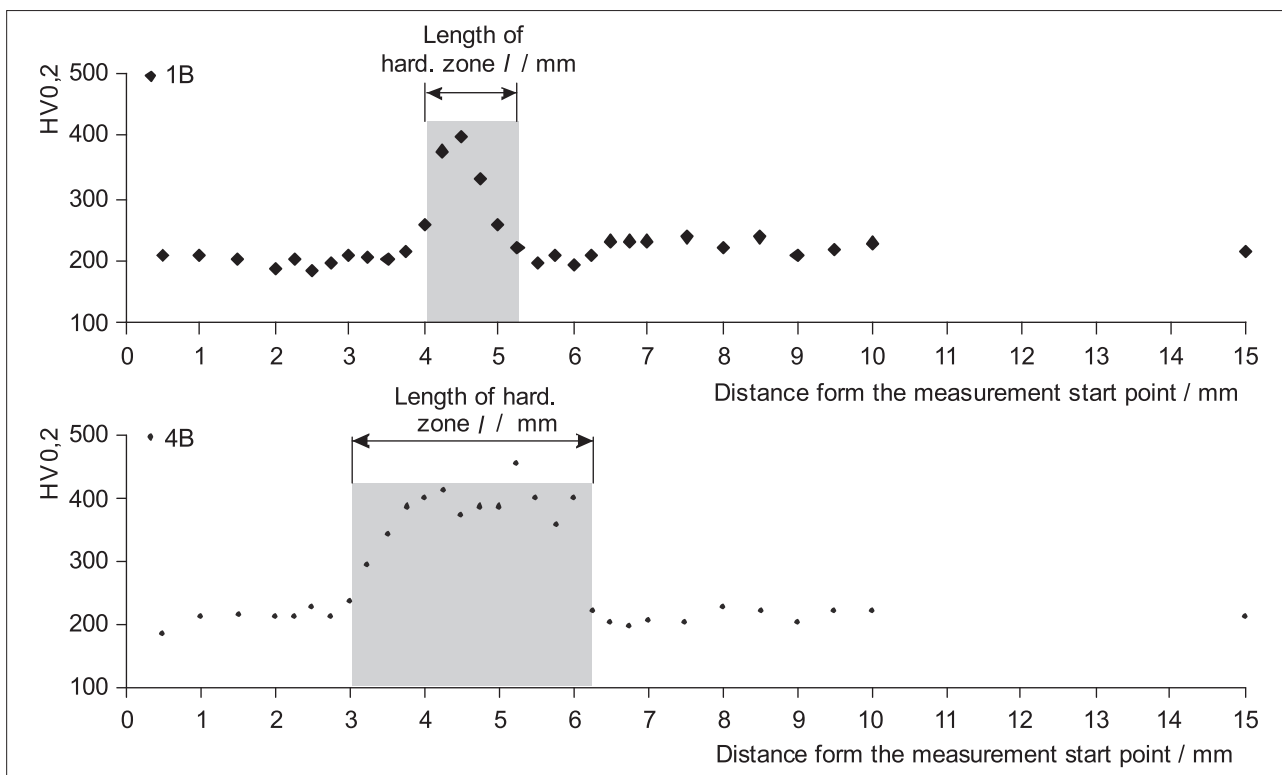 Length of
hard. zone l / mm
HV0,2
500
1B
400
300
200
100
0 1 2 3 4 5 6 7 8 9 10 11 12 13 14 15
Distance form the measurement start point / mm
Length of hard.
zone l / mm
HV0,2
500
4B
400
300
200
100
0 1 2 3 4 5 6 7 8 9 10 11 12 13 14 15
Distance form the measurement start point / mm